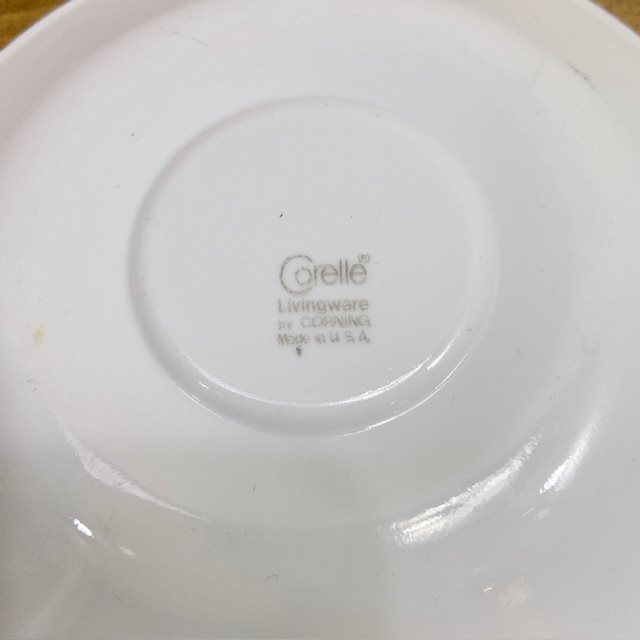 Corelle®
Livingware
by CORNING
Made in U.S.A.